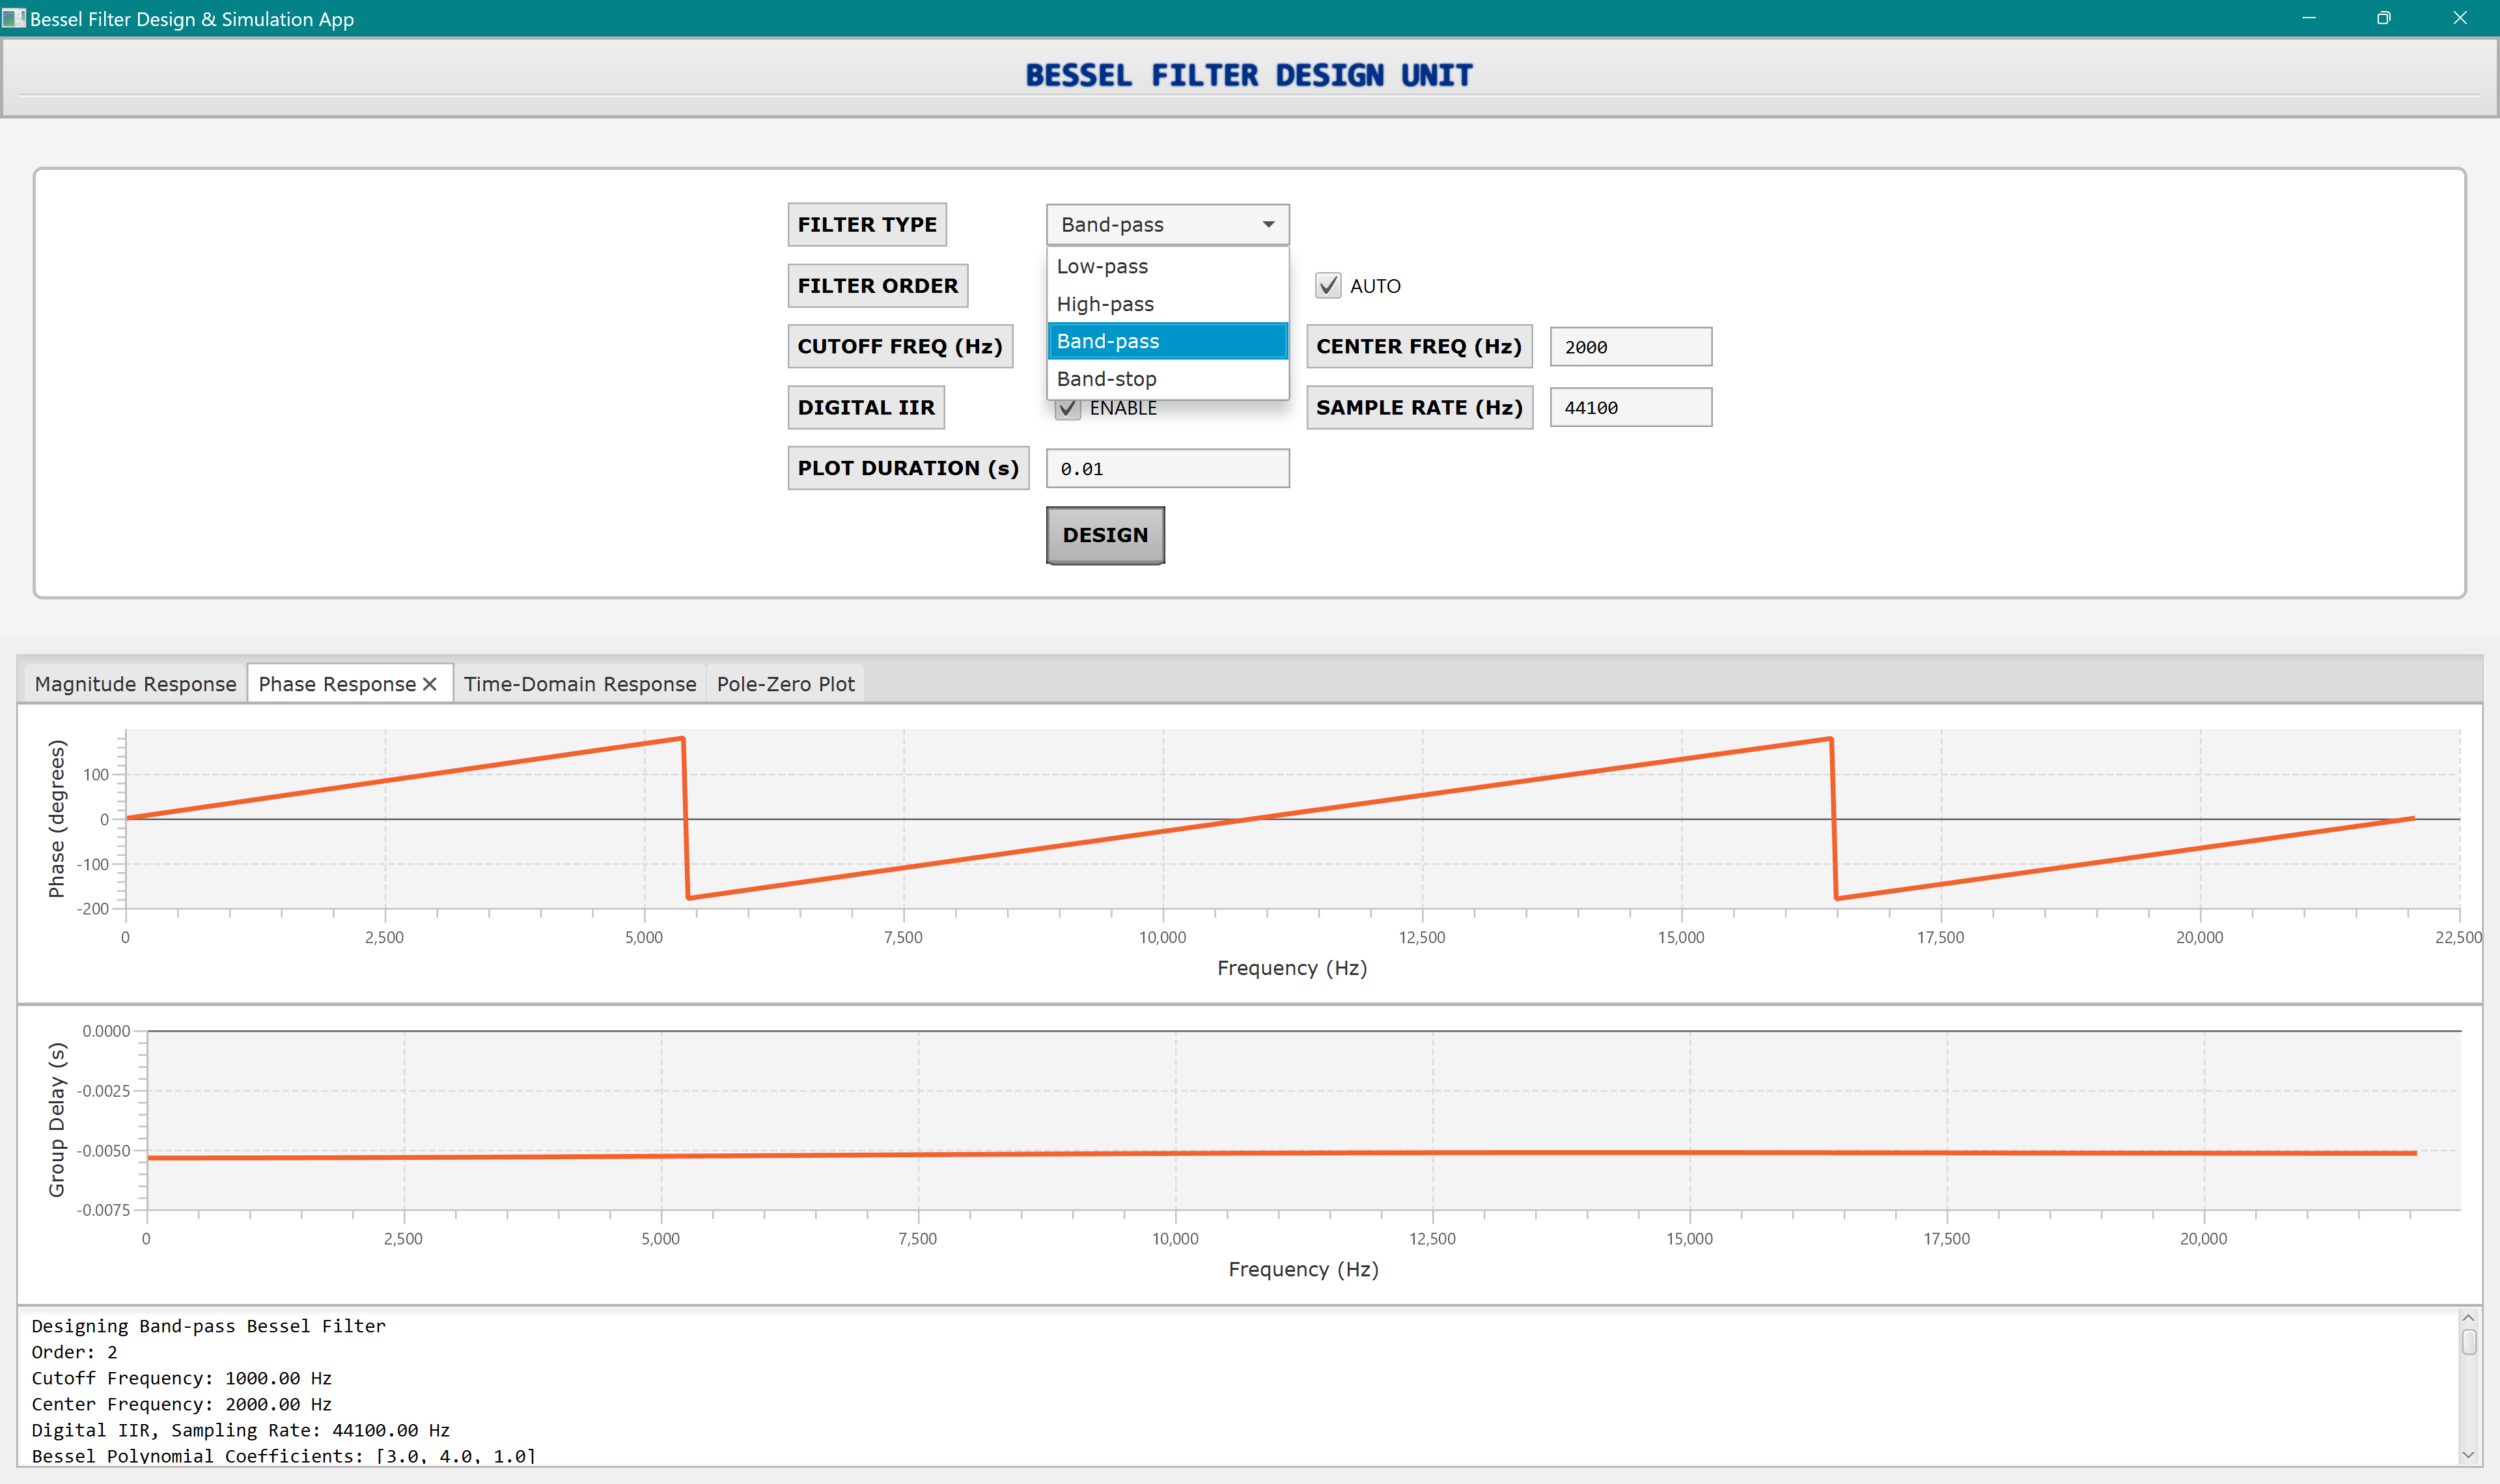 Bessel Filter Design & Simulation App
BESSEL FILTER DESIGN UNIT
FILTER TYPE
Band-pass
Low-pass
High-pass
Band-pass
Band-stop
FILTER ORDER
AUTO
CUTOFF FREQ (Hz)
CENTER FREQ (Hz)
2000
DIGITAL IIR
ENABLE
SAMPLE RATE (Hz)
44100
PLOT DURATION (s)
0.01
DESIGN
Magnitude Response
Phase Response
Time-Domain Response
Pole-Zero Plot
Phase (degrees)
100
0
-100
-200
0 2,500 5,000 7,500 10,000 12,500 15,000 17,500 20,000 22,500
Frequency (Hz)
Group Delay (s)
0.0000
-0.0025
-0.0050
-0.0075
0 2,500 5,000 7,500 10,000 12,500 15,000 17,500 20,000
Frequency (Hz)
Designing Band-pass Bessel Filter
Order: 2
Cutoff Frequency: 1000.00 Hz
Center Frequency: 2000.00 Hz
Digital IIR, Sampling Rate: 44100.00 Hz
Bessel Polynomial Coefficients: [3.0, 4.0, 1.0]